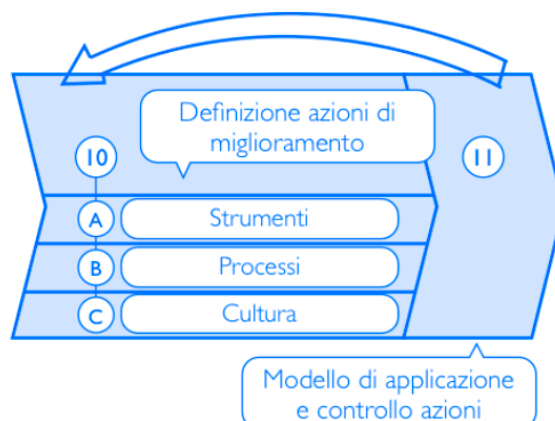 Definizione azioni di
miglioramento
10
11
A
Strumenti
B
Processi
C
Cultura
Modello di applicazione
e controllo azioni